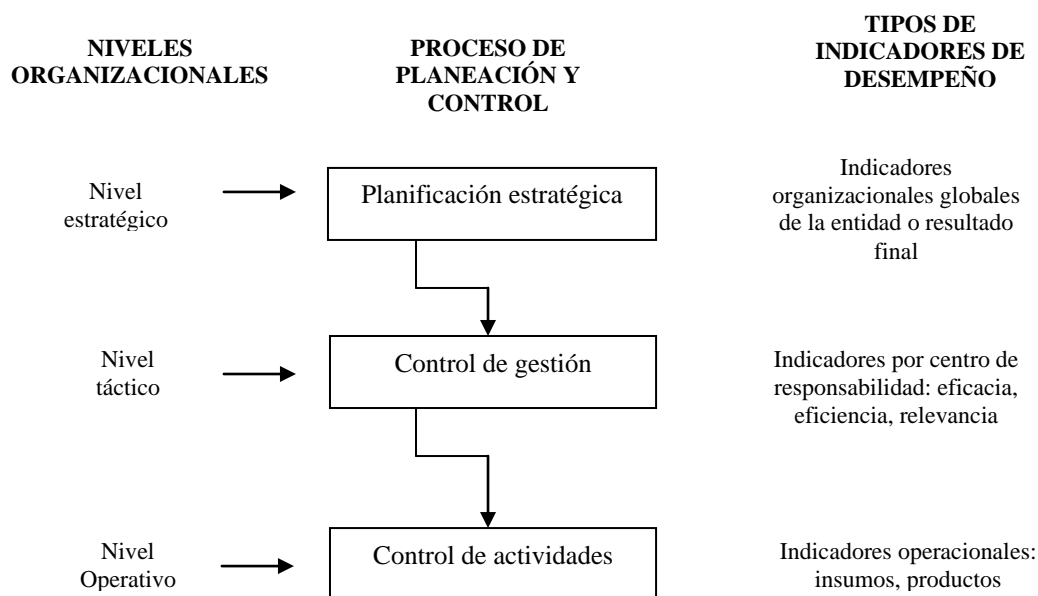 NIVELES
ORGANIZACIONALES
PROCESO DE
PLANEACIÓN Y
CONTROL
TIPOS DE
INDICADORES DE
DESEMPEÑO
Nivel
estratégico
Planificación estratégica
Indicadores
organizacionales globales
de la entidad o resultado
final
Nivel
táctico
Control de gestión
Indicadores por centro de
responsabilidad: eficacia,
eficiencia, relevancia
Nivel
Operativo
Control de actividades
Indicadores operacionales:
insumos, productos